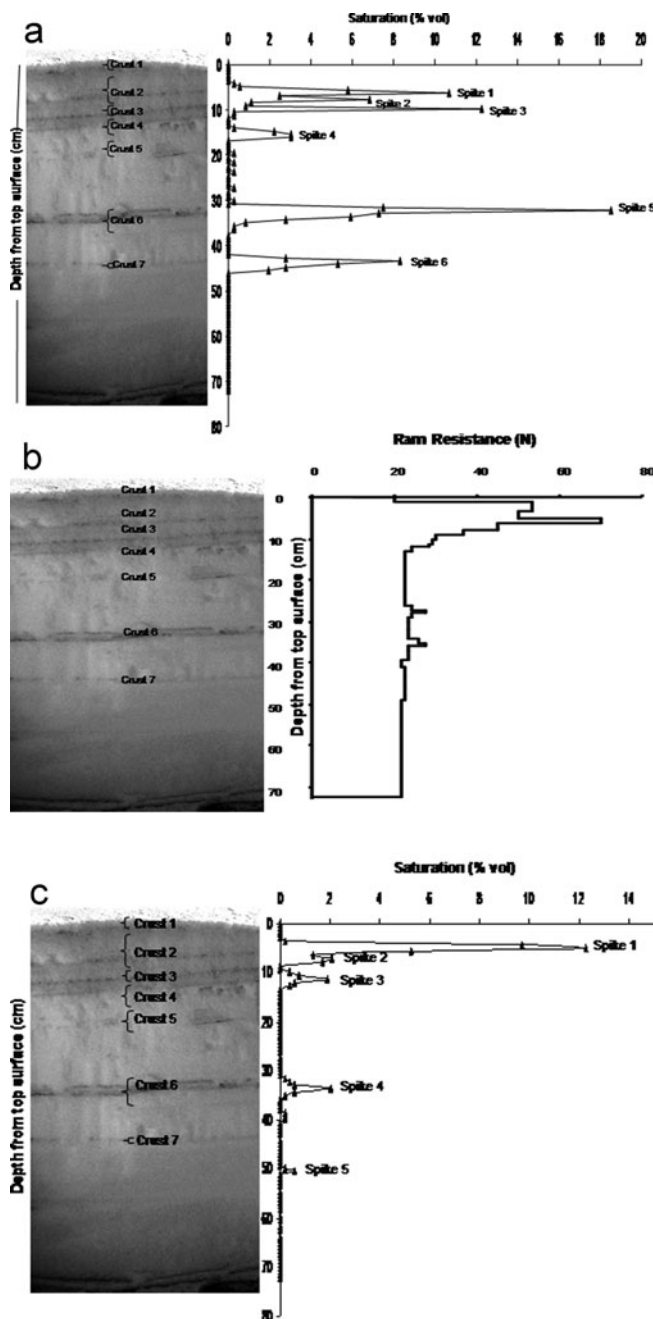 a
Saturation (% vol)
0 2 4 6 8 10 12 14 16 18 20
Depth from top surface (cm)
0
10
20
30
40
50
60
70
80
Crust 1
Crust 2
Crust 3
Crust 4
Crust 5
Crust 6
Crust 7
Spike 1
Spike 2
Spike 3
Spike 4
Spike 5
Spike 6
b
Ram Resistance (N)
0 20 40 60 80
Crust 1
Crust 2
Crust 3
Crust 4
Crust 5
Crust 6
Crust 7
0
10
20
30
40
50
60
70
Depth from top surface (cm)
c
Saturation (% vol)
0 2 4 6 8 10 12 14
Depth from top surface (cm)
0
10
20
30
40
50
60
70
80
Crust 1
Crust 2
Crust 3
Crust 4
Crust 5
Crust 6
Crust 7
Spike 1
Spike 2
Spike 3
Spike 4
Spike 5